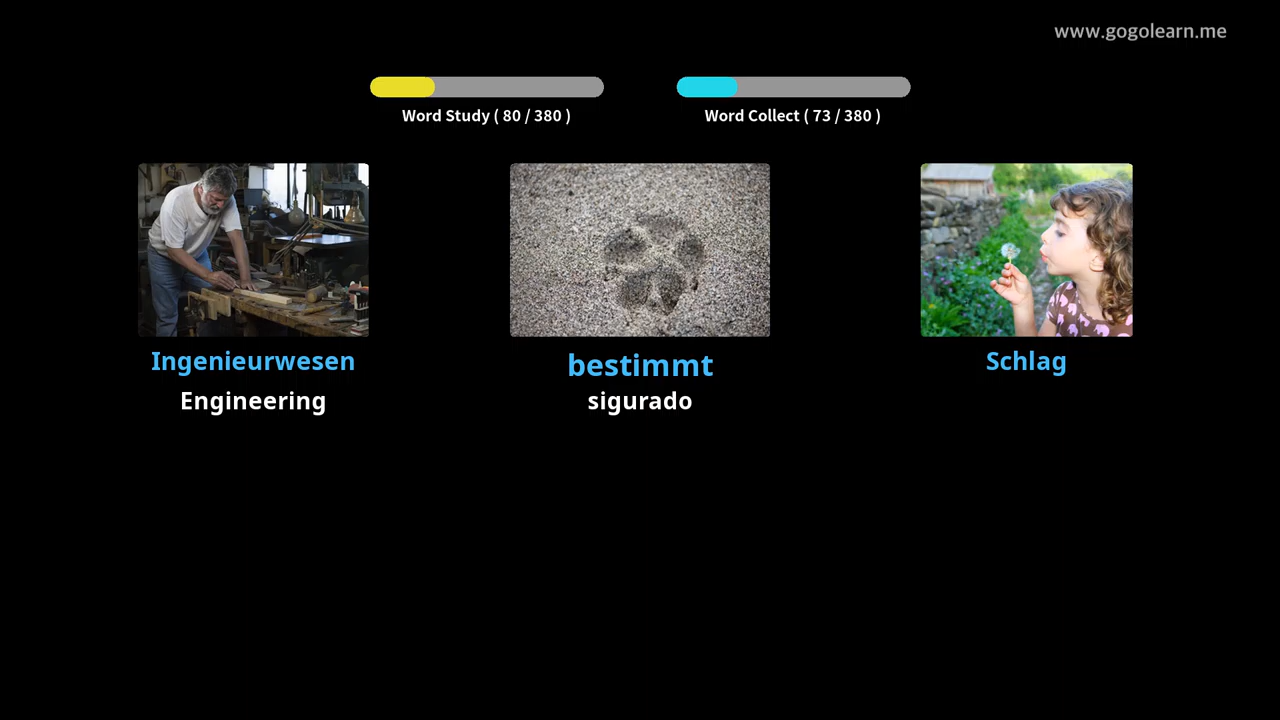 www.gogolearn.me
Word Study ( 80 / 380 )
Word Collect ( 73 / 380 )
Ingenieurwesen
Engineering
bestimmt
sigurado
Schlag